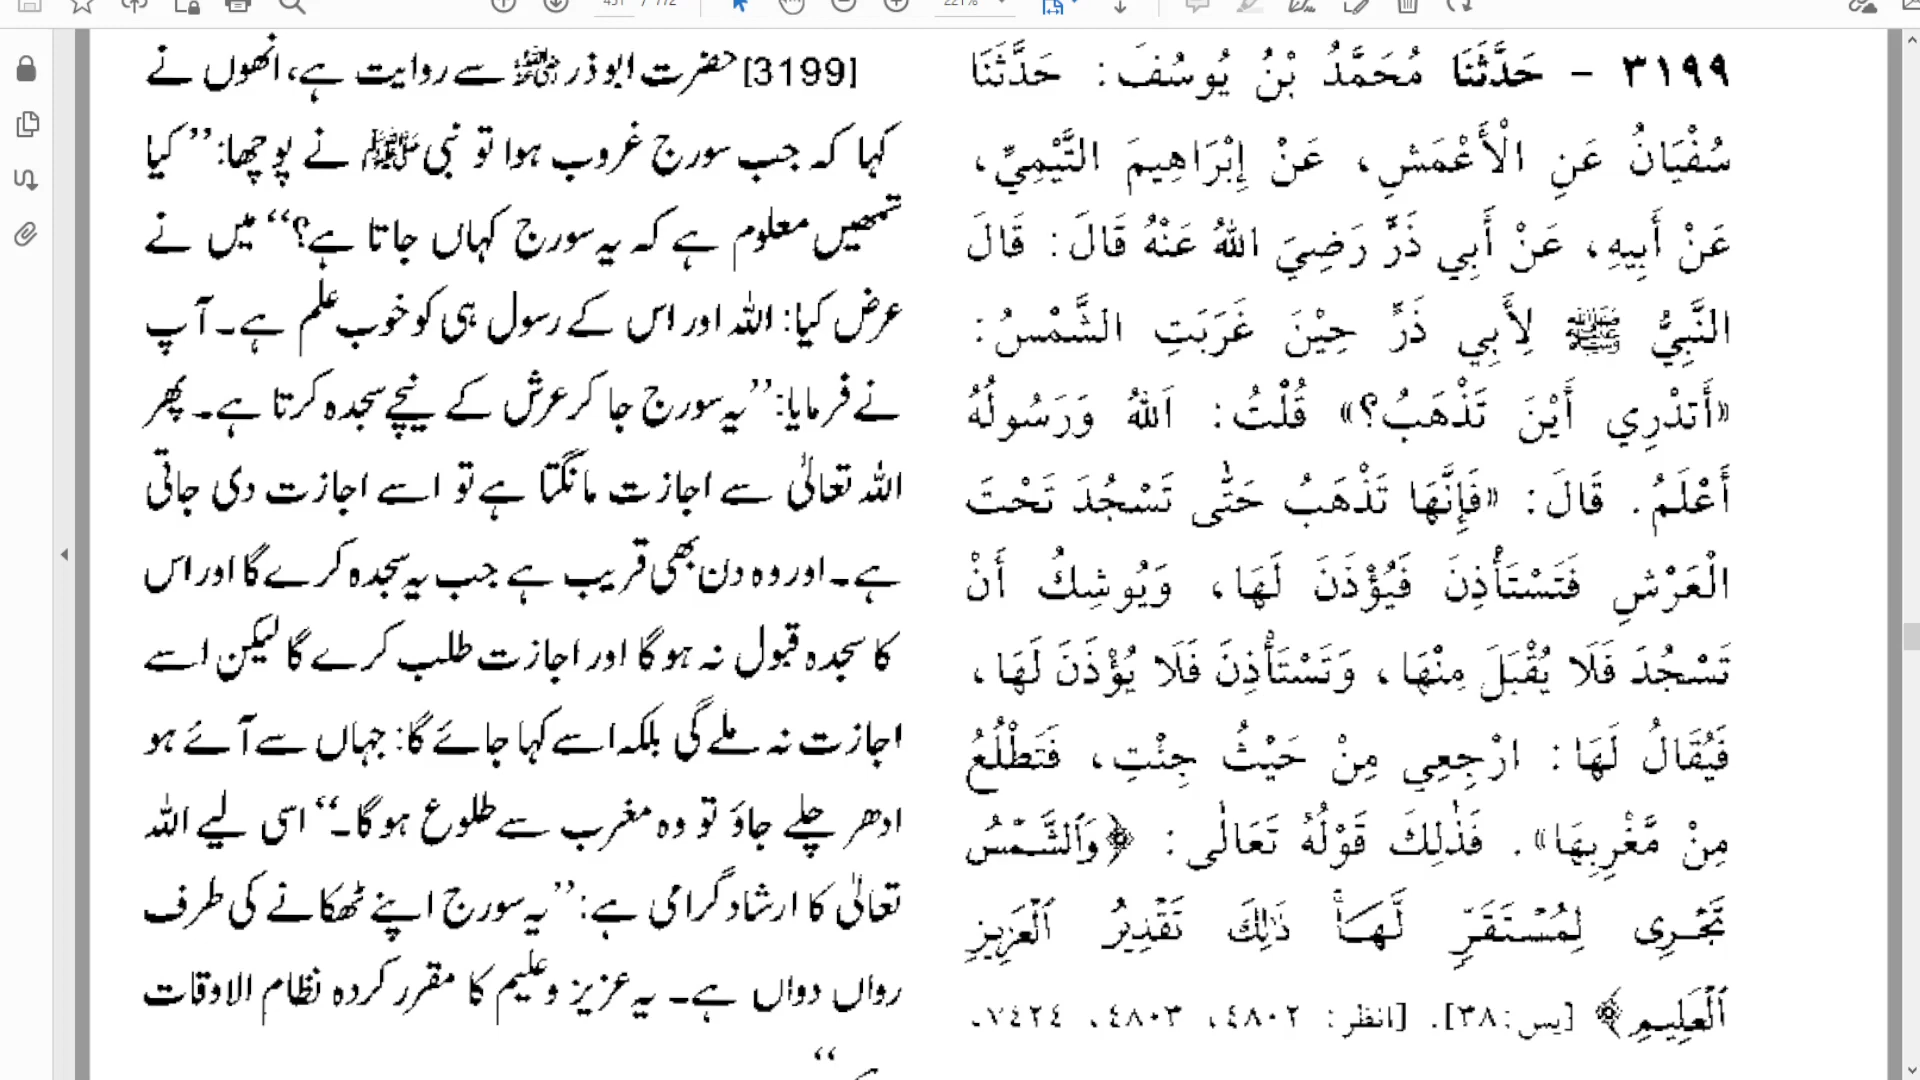 ٣١٩٩ - حَدَّثَنَا مُحَمَّدُ بْنُ يُوسُفَ: حَدَّثَنَا
سُفْيَانُ عَنِ الْأَعْمَشِ، عَنْ إِبْرَاهِيمَ التَّيْمِيِّ،
عَنْ أَبِيهِ، عَنْ أَبِي ذَرٍّ رَضِيَ اللهُ عَنْهُ قَالَ: قَالَ
النَّبِيُّ ﷺ لِأَبِي ذَرٍّ حِيْنَ غَرَبَتِ الشَّمْسُ:
«أَتَدْرِي أَيْنَ تَذْهَبُ؟» قُلْتُ: اَللهُ وَرَسُولُهُ
أَعْلَمُ. قَالَ: «فَإِنَّهَا تَذْهَبُ حَتّٰى تَسْجُدَ تَحْتَ
الْعَرْشِ فَتَسْتَأْذِنَ فَيُؤْذَنَ لَهَا، وَيُوشِكُ أَنْ
تَسْجُدَ فَلَا يُقْبَلَ مِنْهَا، وَتَسْتَأْذِنَ فَلَا يُؤْذَنَ لَهَا،
فَيُقَالُ لَهَا: ارْجِعِي مِنْ حَيْثُ جِئْتِ، فَتَطْلُعُ
مِنْ مَّغْرِبِهَا». فَذٰلِكَ قَوْلُهُ تَعَالٰى: ﴿وَٱلشَّمْسُ
تَجْرِى لِمُسْتَقَرٍّ لَّهَا ذَٰلِكَ تَقْدِيرُ ٱلْعَزِيزِ
ٱلْعَلِيمِ﴾ [يس:٣٨]. [انظر: ٤٨٠٢، ٤٨٠٣، ٧٤٢٤،
[3199] حضرت ابوذر ؓ سے روایت ہے، انھوں نے
کہا کہ جب سورج غروب ہوا تو نبی ﷺ نے پوچھا: ’’کیا
تمھیں معلوم ہے کہ یہ سورج کہاں جاتا ہے؟‘‘ میں نے
عرض کیا: اللہ اور اس کے رسول ہی کو خوب علم ہے۔ آپ
نے فرمایا: ’’یہ سورج جا کر عرش کے نیچے سجدہ کرتا ہے۔ پھر
اللہ تعالیٰ سے اجازت مانگتا ہے تو اسے اجازت دی جاتی
ہے۔ اور وہ دن بھی قریب ہے جب یہ سجدہ کرے گا اور اس
کا سجدہ قبول نہ ہو گا اور اجازت طلب کرے گا لیکن اسے
اجازت نہ ملے گی بلکہ اسے کہا جائے گا: جہاں سے آئے ہو
ادھر چلے جاؤ تو وہ مغرب سے طلوع ہو گا۔‘‘ اسی لیے اللہ
تعالیٰ کا ارشاد گرامی ہے: ’’یہ سورج اپنے ٹھکانے کی طرف
رواں دواں ہے۔ یہ عزیز و علیم کا مقرر کردہ نظام الاوقات